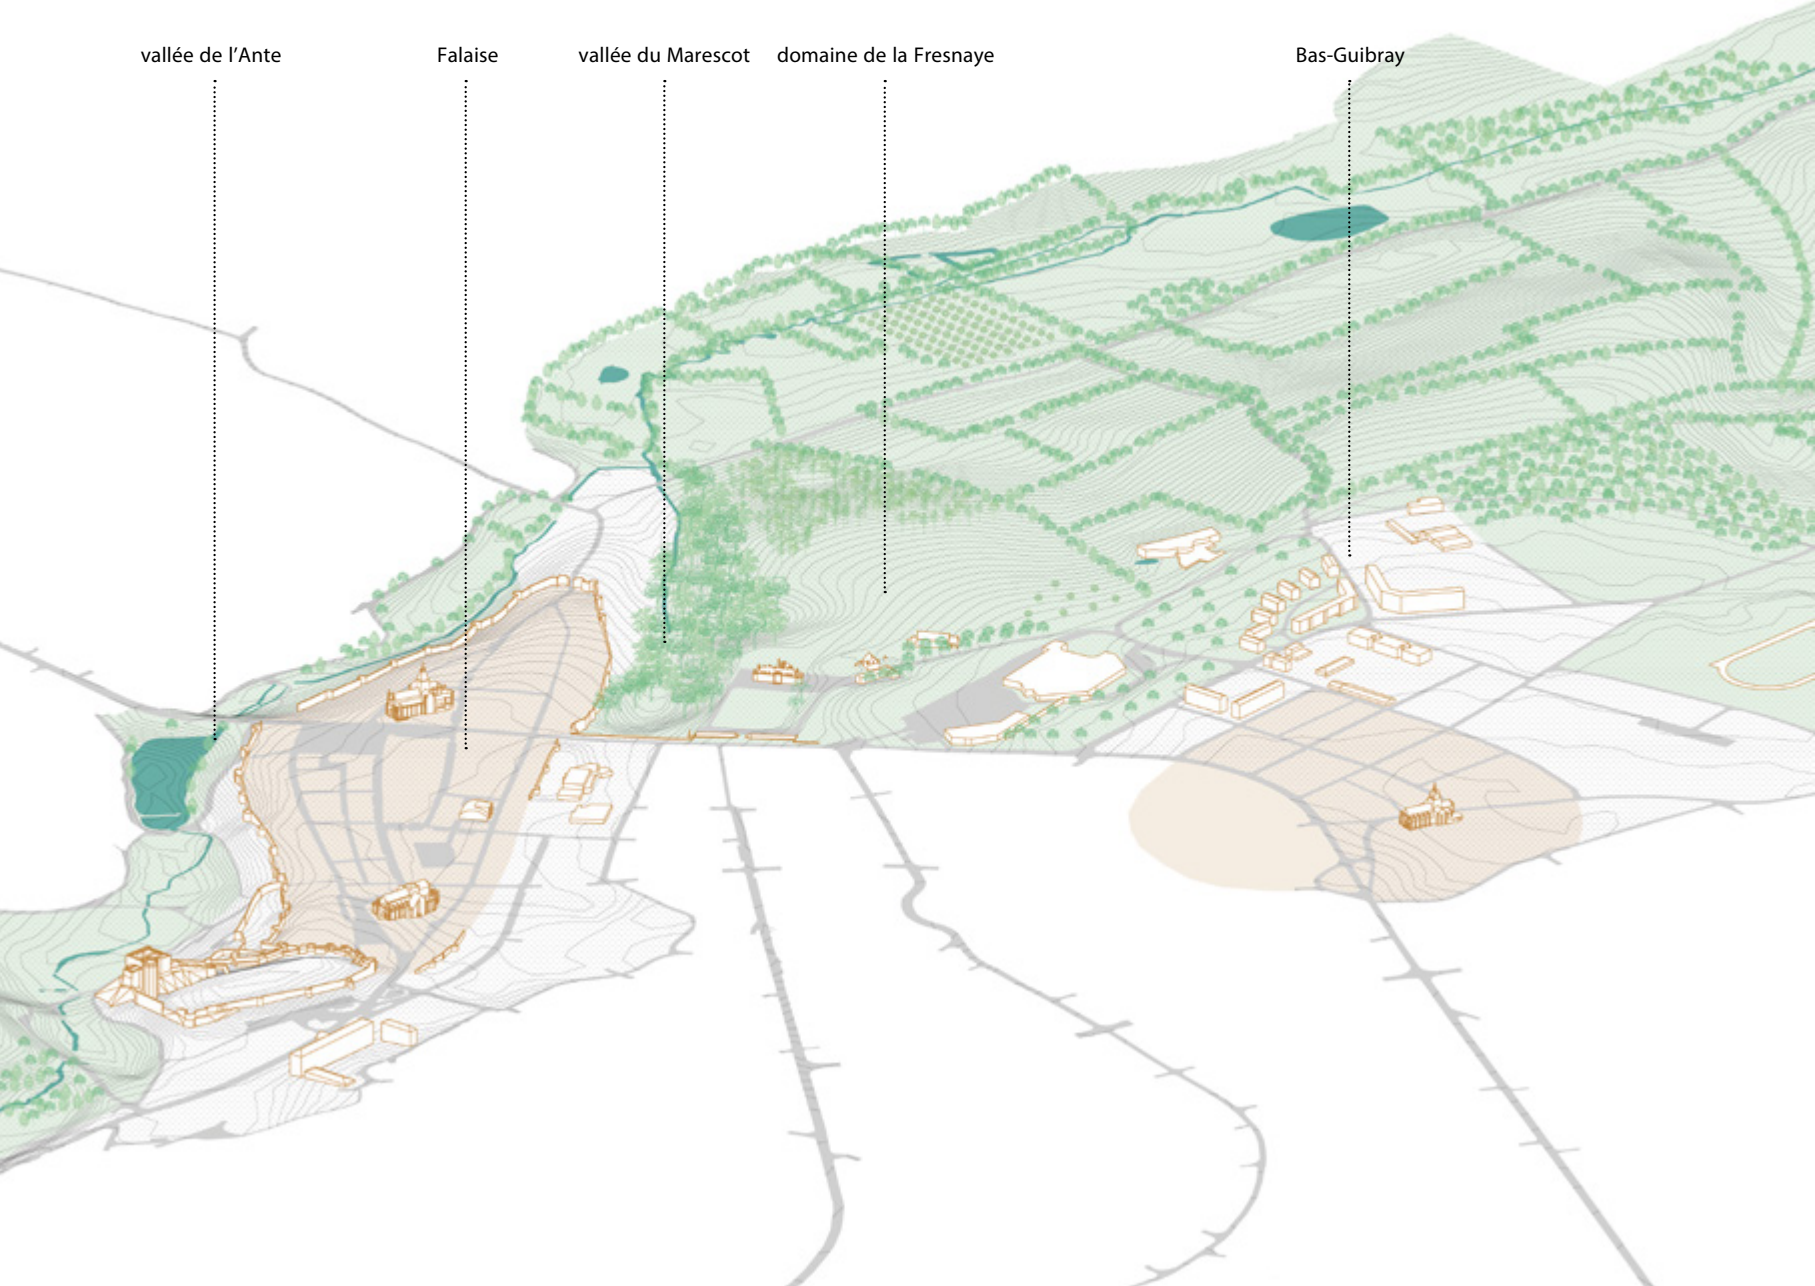 vallée de l'Ante
Falaise
vallée du Marescot
domaine de la Fresnaye
Bas-Guibray